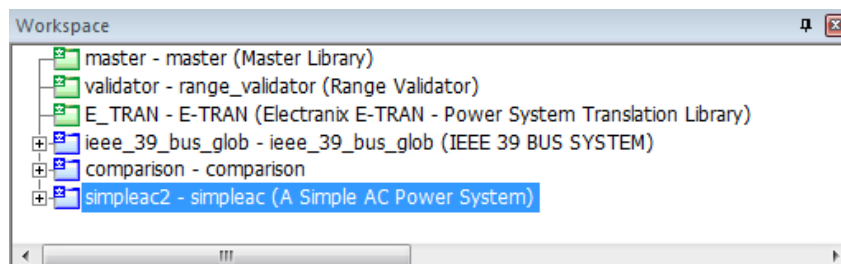 Workspace
master - master (Master Library)
validator - range_validator (Range Validator)
E_TRAN - E-TRAN (Electranix E-TRAN - Power System Translation Library)
ieee_39_bus_glob - ieee_39_bus_glob (IEEE 39 BUS SYSTEM)
comparison - comparison
simpleac2 - simpleac (A Simple AC Power System)